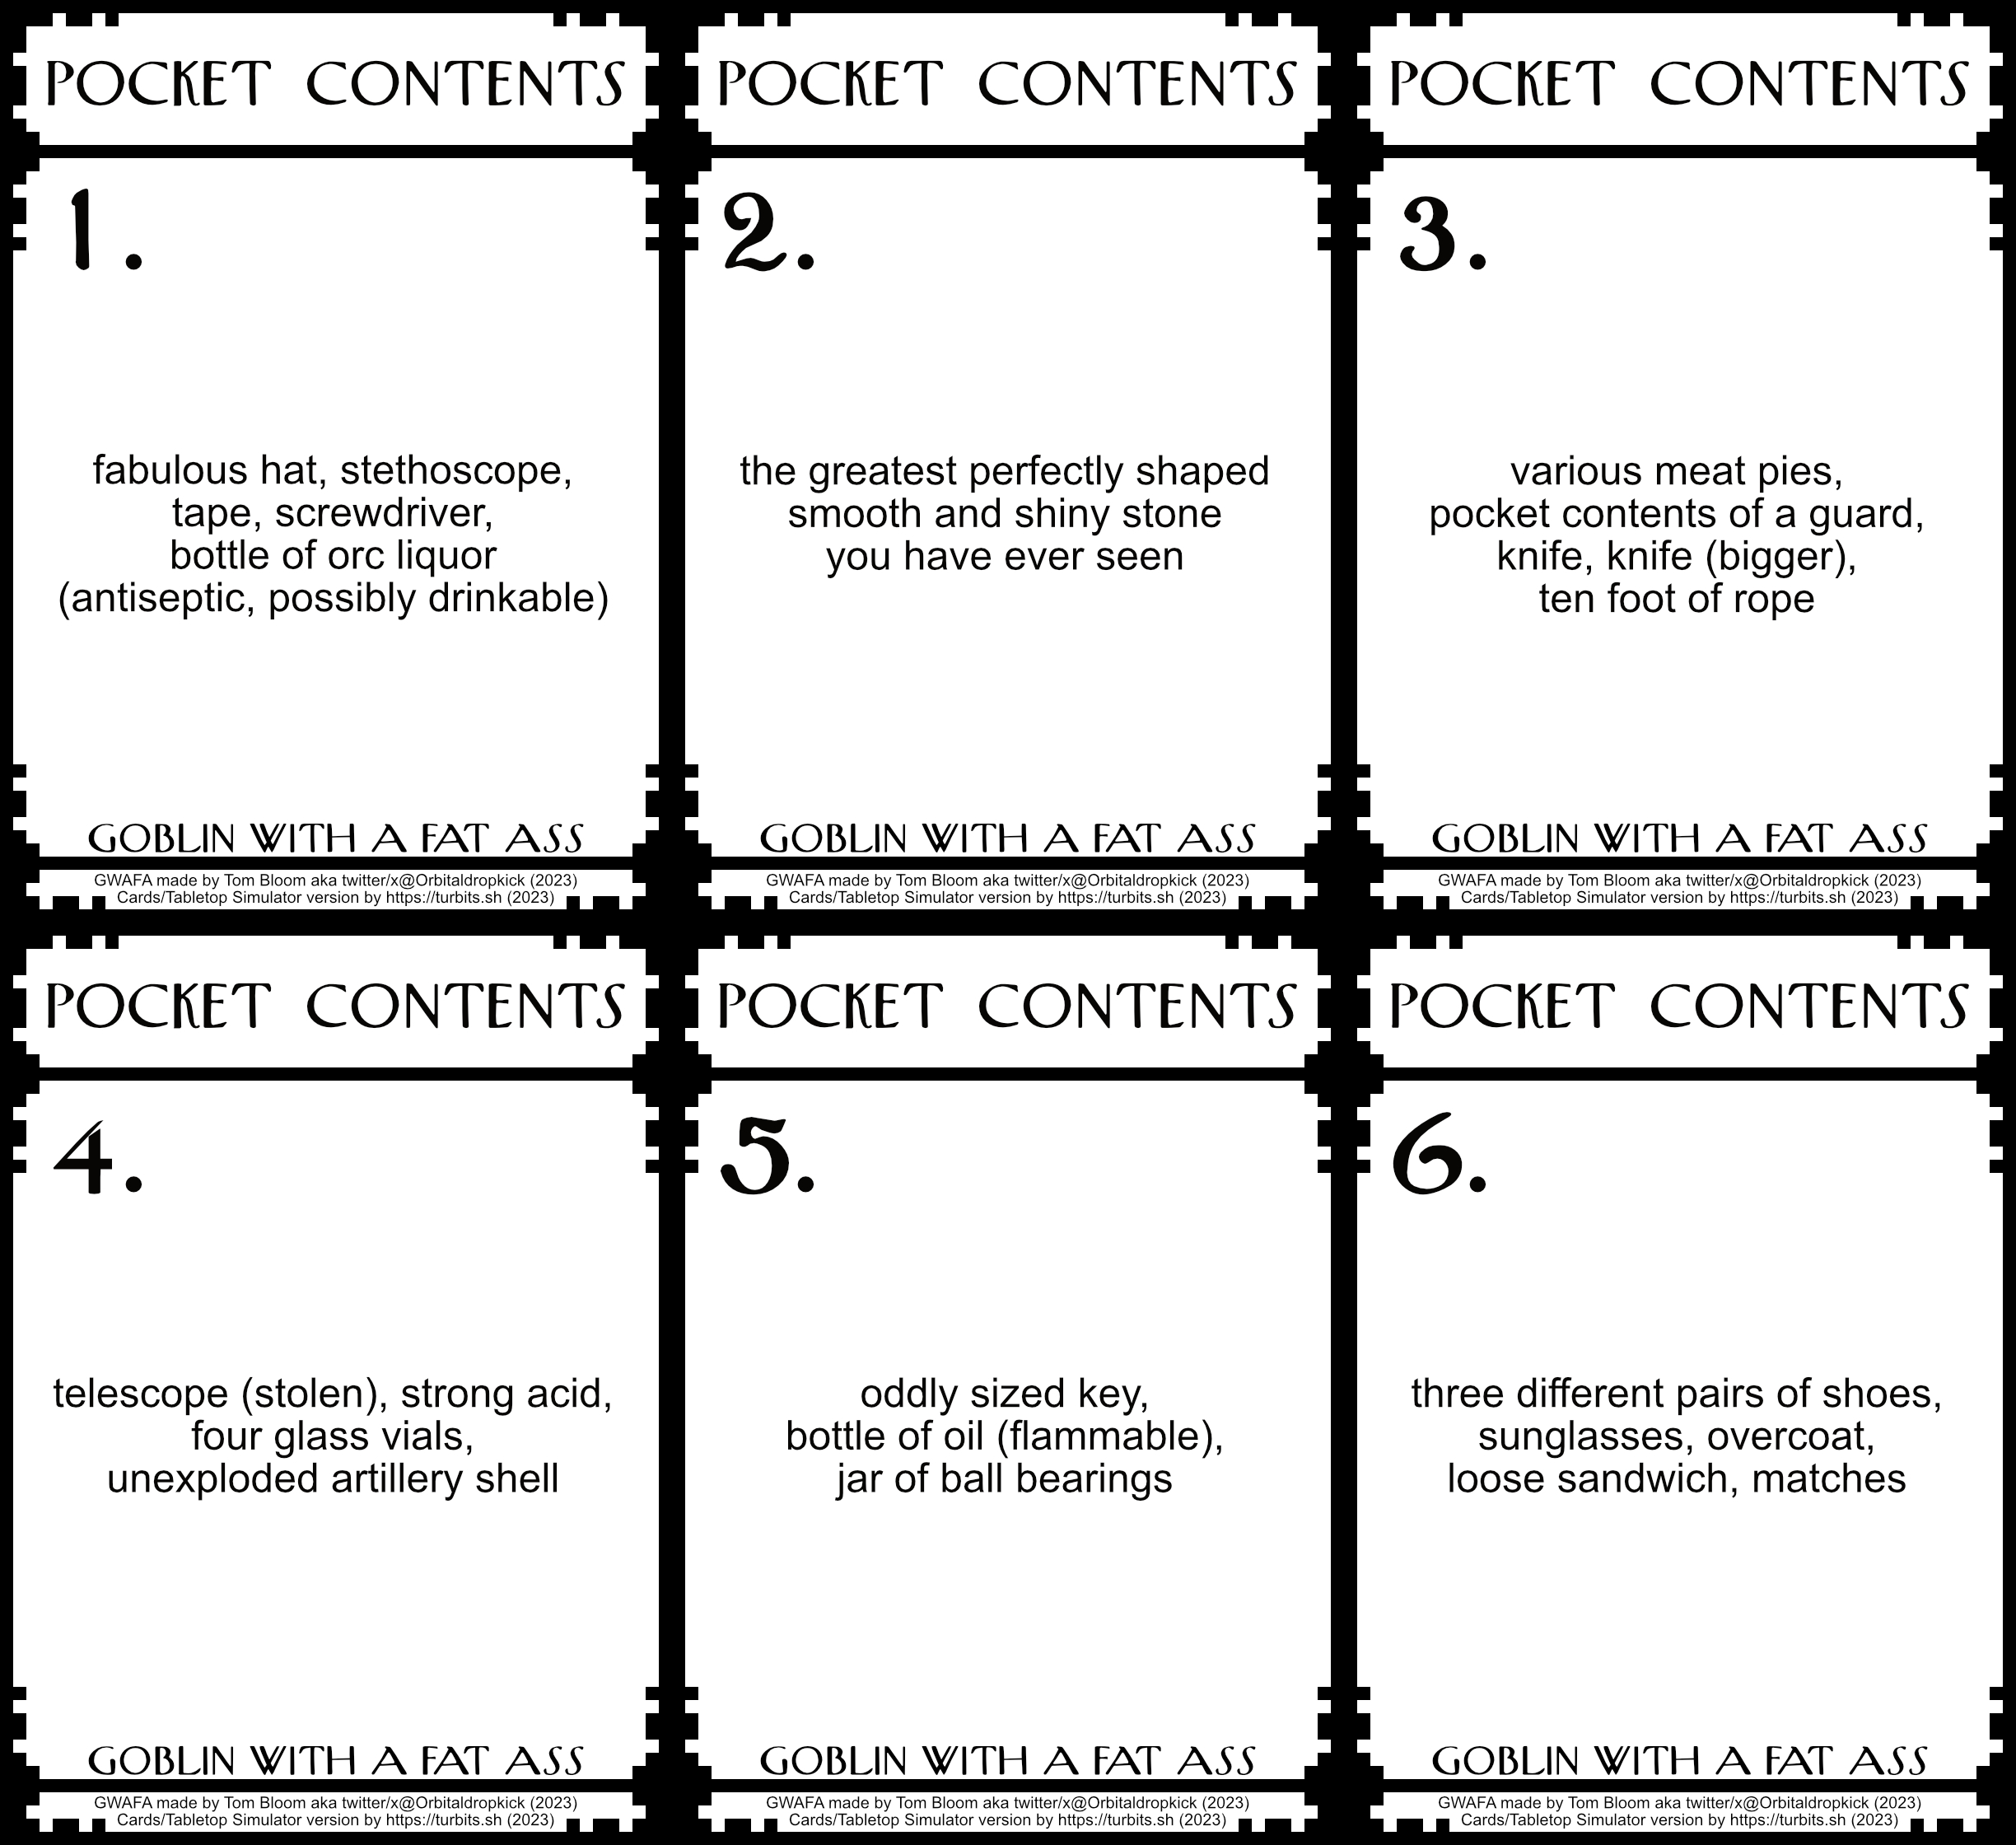 POCKET CONTENTS
1.
fabulous hat, stethoscope,
tape, screwdriver,
bottle of orc liquor
(antiseptic, possibly drinkable)
GOBLIN WITH A FAT ASS
GWAFA made by Tom Bloom aka twitter/x@Orbitaldropkick (2023)
Cards/Tabletop Simulator version by https://turbits.sh (2023)
POCKET CONTENTS
2.
the greatest perfectly shaped
smooth and shiny stone
you have ever seen
GOBLIN WITH A FAT ASS
GWAFA made by Tom Bloom aka twitter/x@Orbitaldropkick (2023)
Cards/Tabletop Simulator version by https://turbits.sh (2023)
POCKET CONTENTS
3.
various meat pies,
pocket contents of a guard,
knife, knife (bigger),
ten foot of rope
GOBLIN WITH A FAT ASS
GWAFA made by Tom Bloom aka twitter/x@Orbitaldropkick (2023)
Cards/Tabletop Simulator version by https://turbits.sh (2023)
POCKET CONTENTS
4.
telescope (stolen), strong acid,
four glass vials,
unexploded artillery shell
GOBLIN WITH A FAT ASS
GWAFA made by Tom Bloom aka twitter/x@Orbitaldropkick (2023)
Cards/Tabletop Simulator version by https://turbits.sh (2023)
POCKET CONTENTS
5.
oddly sized key,
bottle of oil (flammable),
jar of ball bearings
GOBLIN WITH A FAT ASS
GWAFA made by Tom Bloom aka twitter/x@Orbitaldropkick (2023)
Cards/Tabletop Simulator version by https://turbits.sh (2023)
POCKET CONTENTS
6.
three different pairs of shoes,
sunglasses, overcoat,
loose sandwich, matches
GOBLIN WITH A FAT ASS
GWAFA made by Tom Bloom aka twitter/x@Orbitaldropkick (2023)
Cards/Tabletop Simulator version by https://turbits.sh (2023)